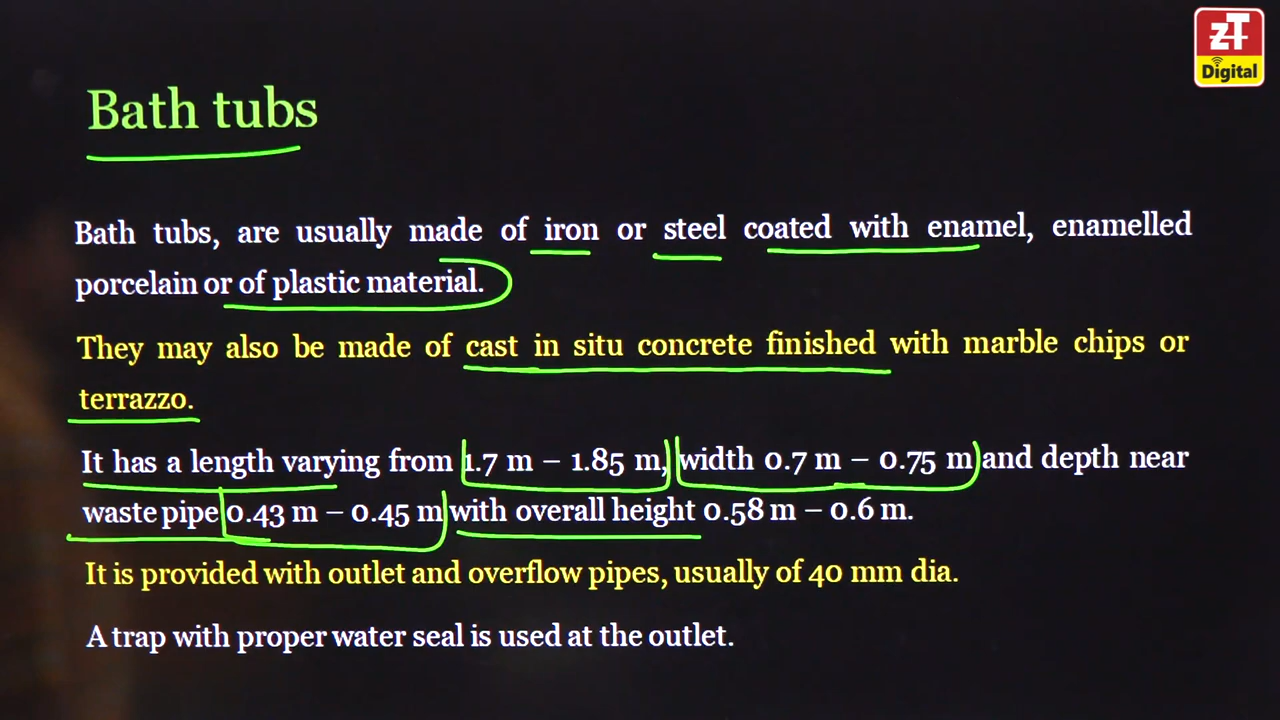 ZT
Digital
Bath tubs
Bath tubs, are usually made of iron or steel coated with enamel, enamelled
porcelain or of plastic material.
They may also be made of cast in situ concrete finished with marble chips or
terrazzo.
It has a length varying from 1.7 m – 1.85 m, width 0.7 m – 0.75 m and depth near
waste pipe 0.43 m – 0.45 m with overall height 0.58 m – 0.6 m.
It is provided with outlet and overflow pipes, usually of 40 mm dia.
A trap with proper water seal is used at the outlet.